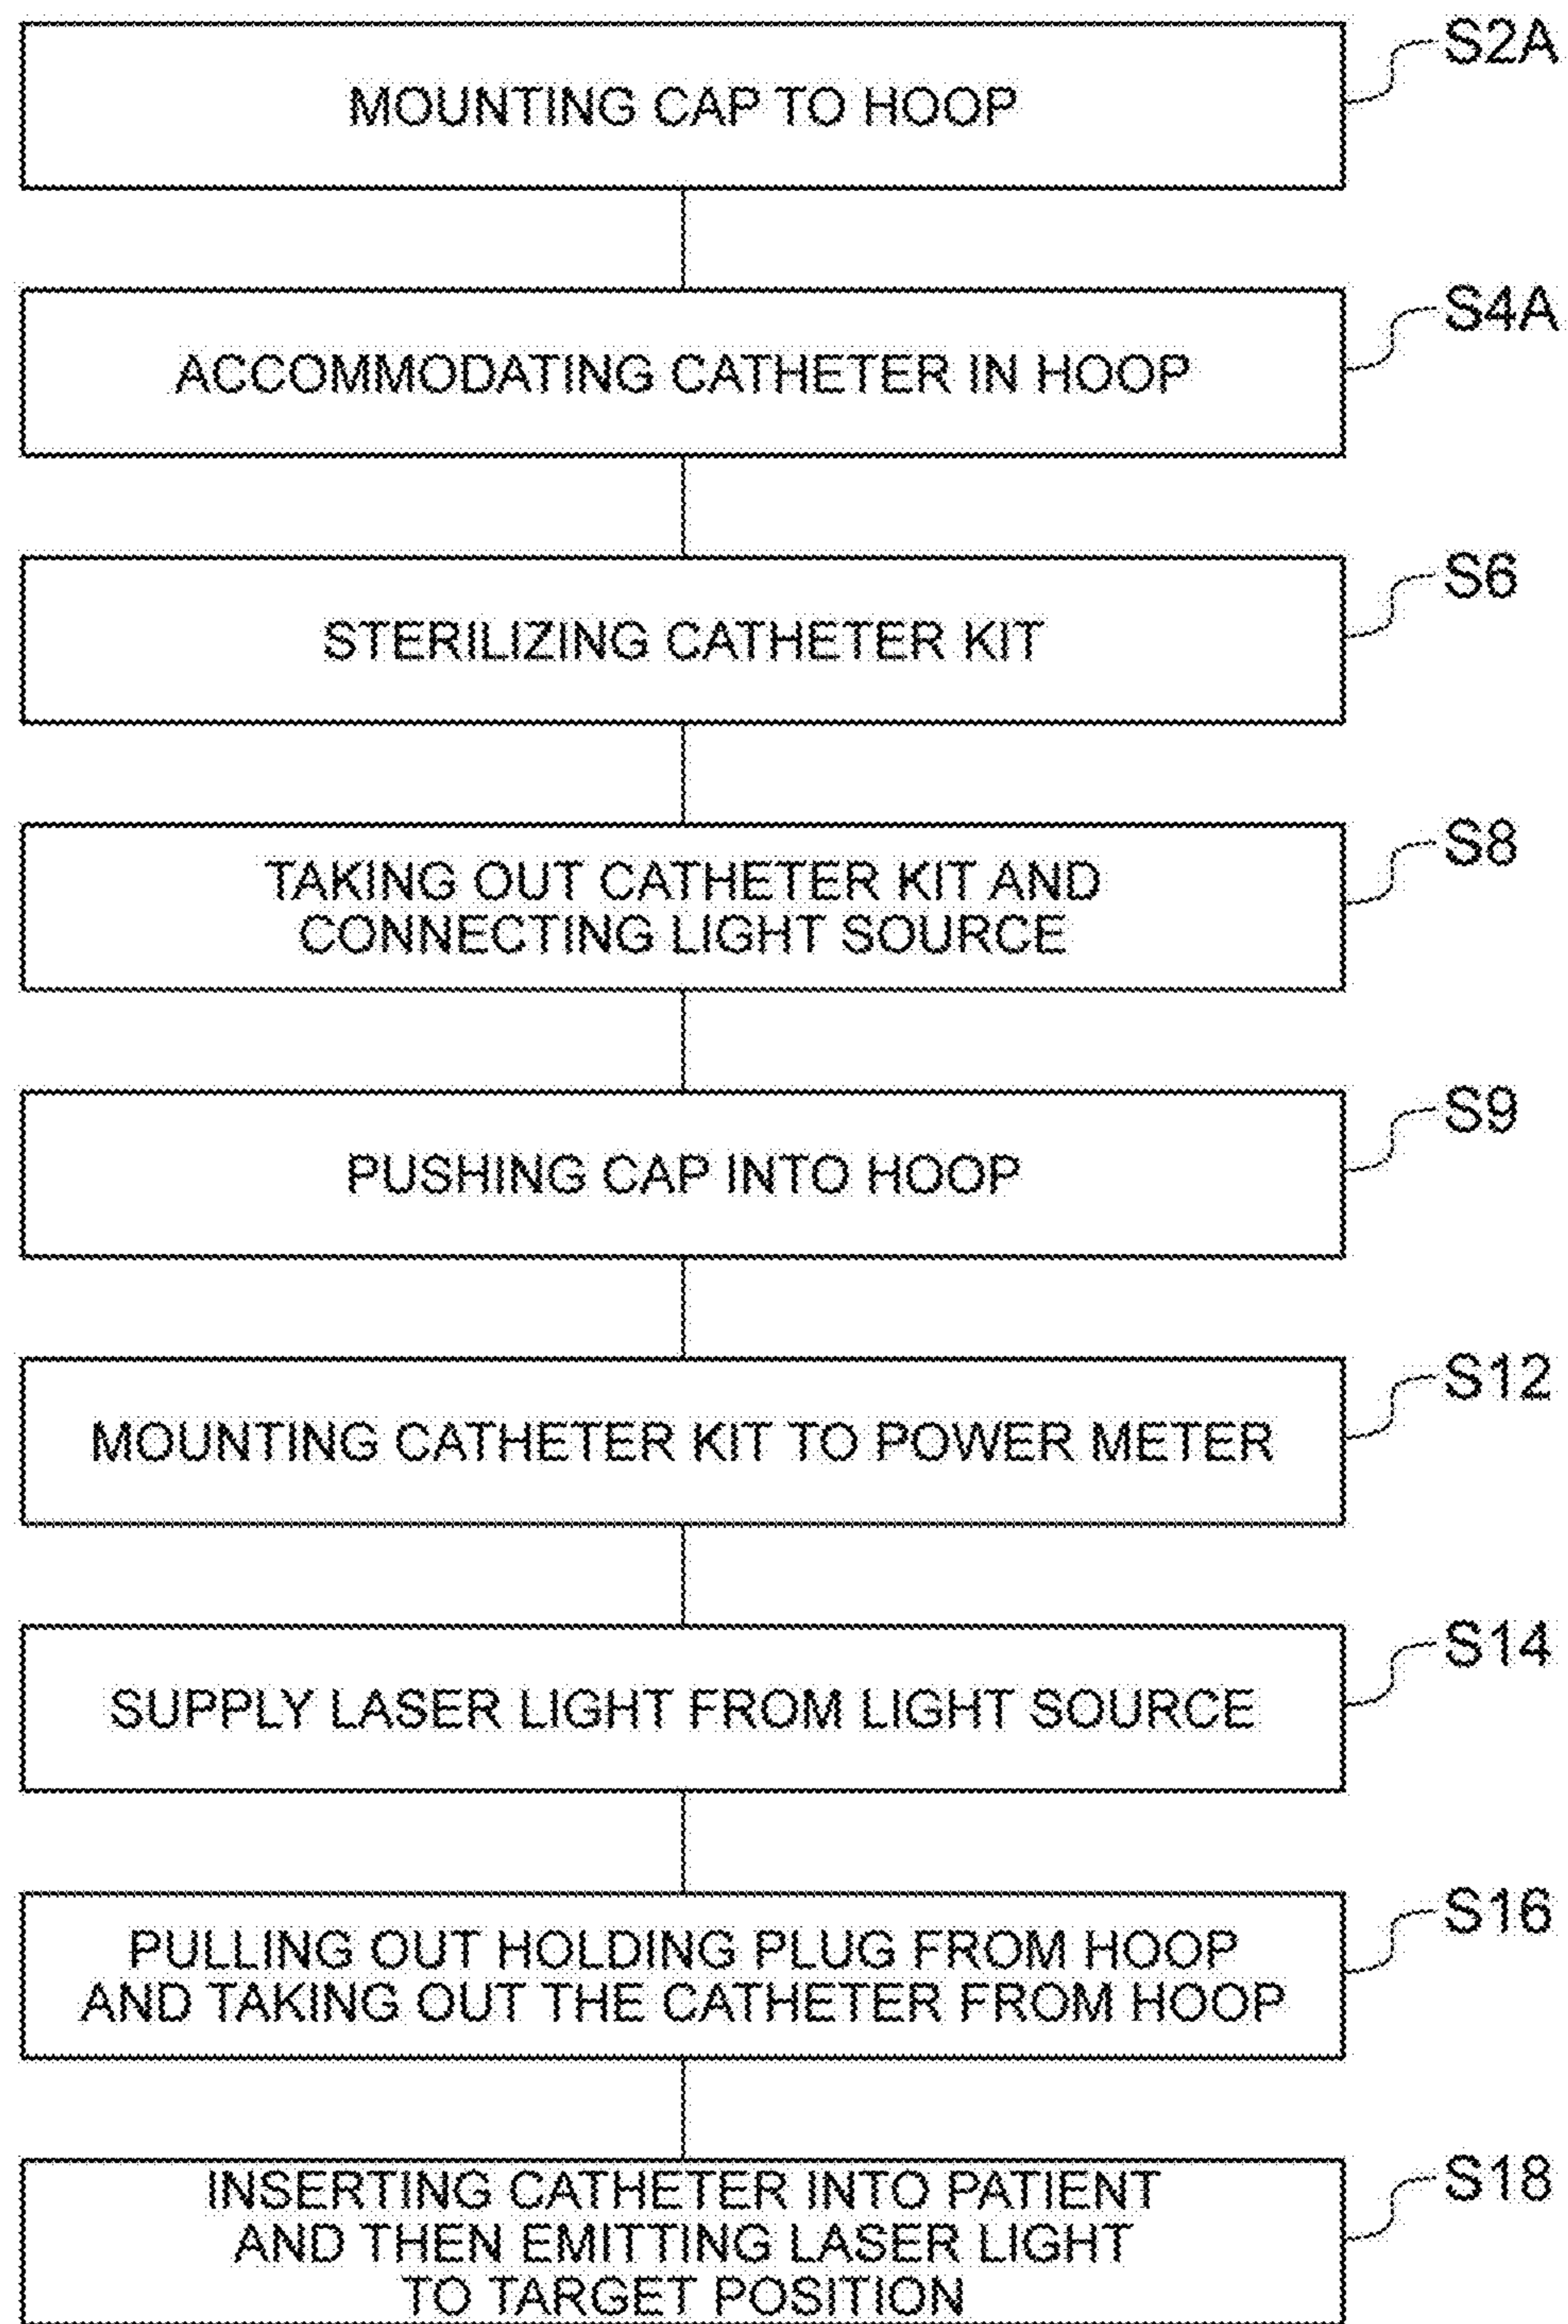 MOUNTING CAP TO HOOP
S2A
ACCOMMODATING CATHETER IN HOOP
S4A
STERILIZING CATHETER KIT
S6
TAKING OUT CATHETER KIT AND
CONNECTING LIGHT SOURCE
S8
PUSHING CAP INTO HOOP
S9
MOUNTING CATHETER KIT TO POWER METER
S12
SUPPLY LASER LIGHT FROM LIGHT SOURCE
S14
PULLING OUT HOLDING PLUG FROM HOOP
AND TAKING OUT THE CATHETER FROM HOOP
S16
INSERTING CATHETER INTO PATIENT
AND THEN EMITTING LASER LIGHT
TO TARGET POSITION
S18